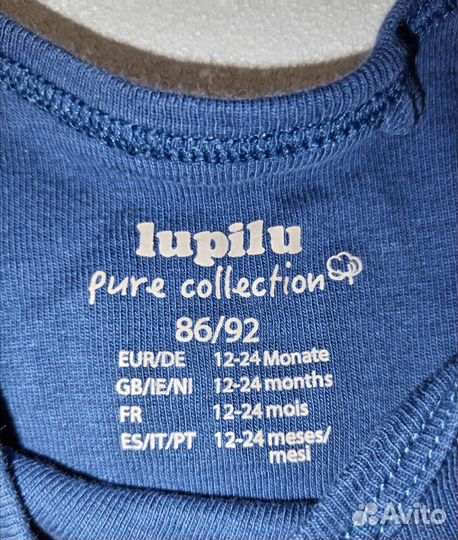 lupilu
pure collection
86/92
EUR/DE 12-24 Monate
GB/IE/NI 12-24 months
FR 12-24 mois
ES/IT/PT 12-24 meses/
mesi
Avito